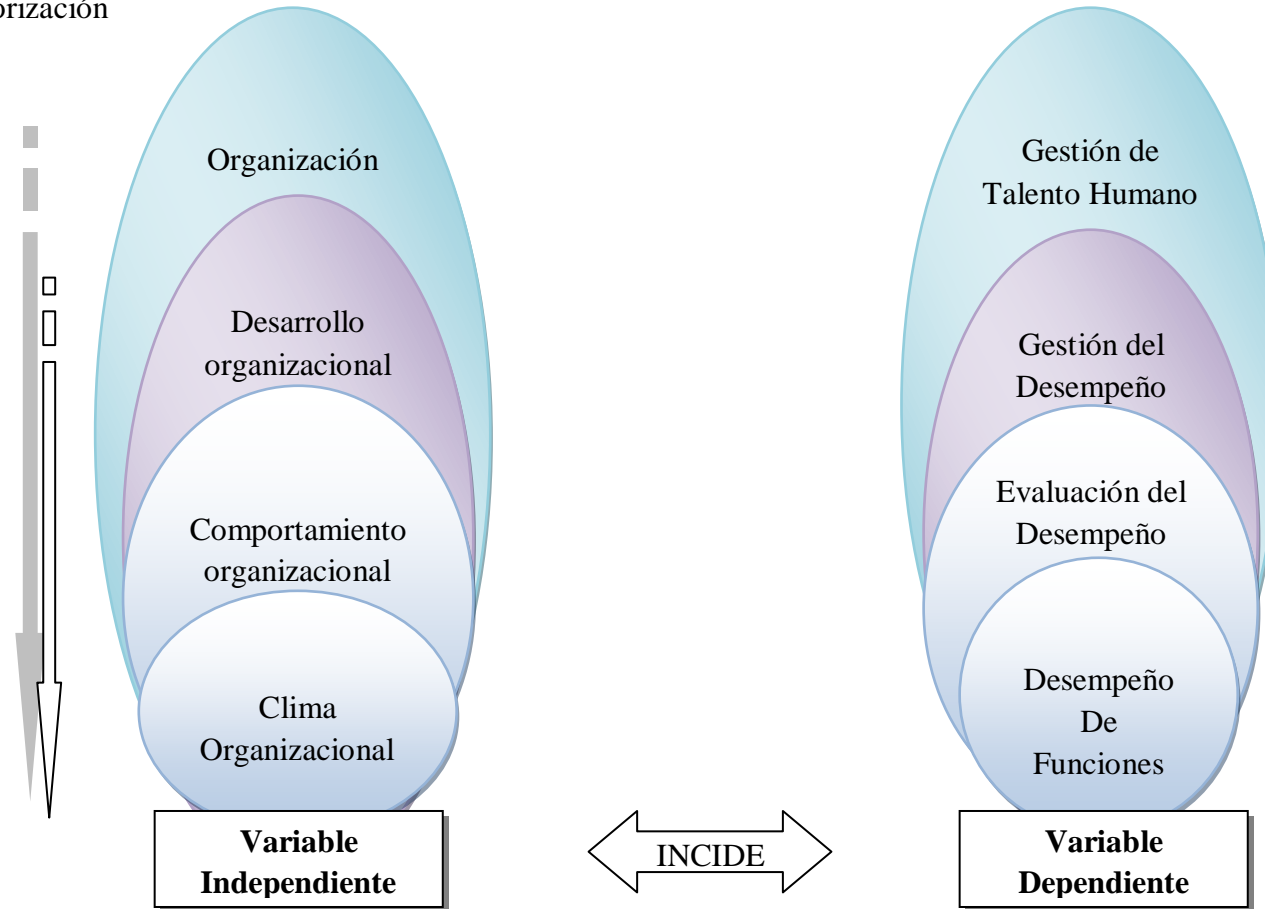 orización
Organización
Desarrollo
organizacional
Comportamiento
organizacional
Clima
Organizacional
Variable
Independiente
INCIDE
Gestión de
Talento Humano
Gestión del
Desempeño
Evaluación del
Desempeño
Desempeño
De
Funciones
Variable
Dependiente